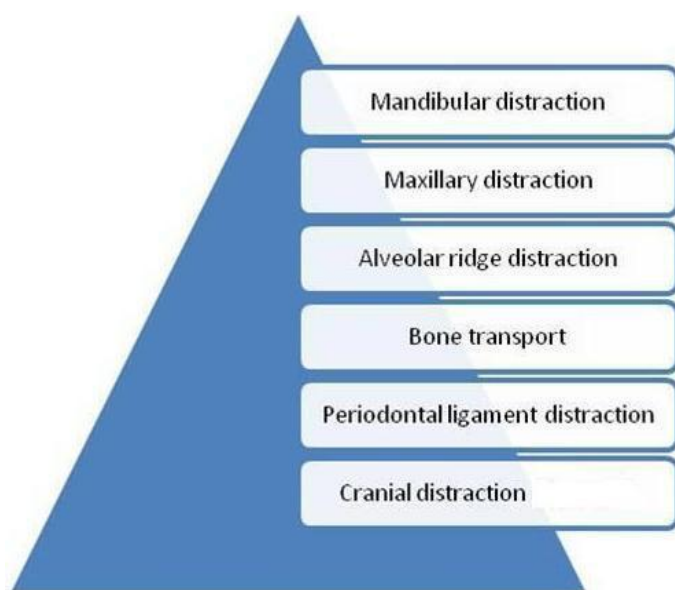 Mandibular distraction
Maxillary distraction
Alveolar ridge distraction
Bone transport
Periodontal ligament distraction
Cranial distraction